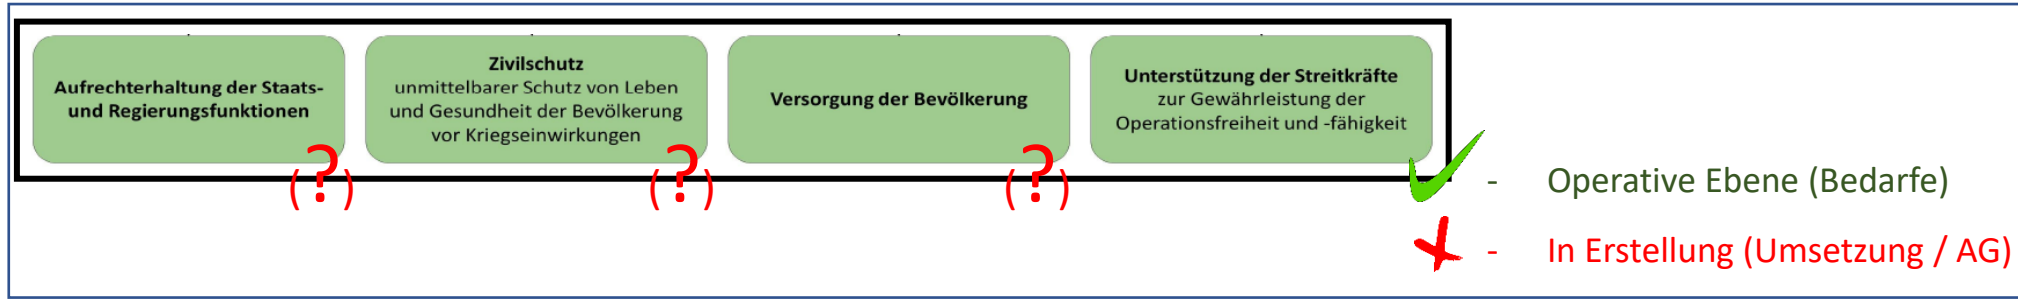 Aufrechterhaltung der Staats-
und Regierungsfunktionen
(?)
Zivilschutz
unmittelbarer Schutz von Leben
und Gesundheit der Bevölkerung
vor Kriegseinwirkungen
(?)
Versorgung der Bevölkerung
(?)
Unterstützung der Streitkräfte
zur Gewährleistung der
Operationsfreiheit und -fähigkeit
- Operative Ebene (Bedarfe)
- In Erstellung (Umsetzung / AG)